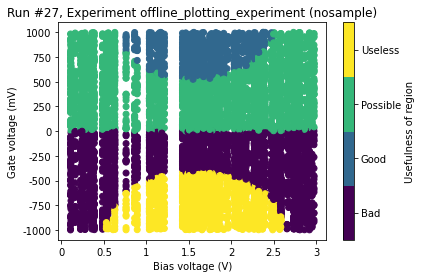 Run #27, Experiment offline_plotting_experiment (nosample)
1000
750
500
250
0
-250
-500
-750
-1000
Gate voltage (mV)
0
0.5
1
1.5
2
2.5
3
Bias voltage (V)
Useless
Possible
Good
Bad
Usefulness of region